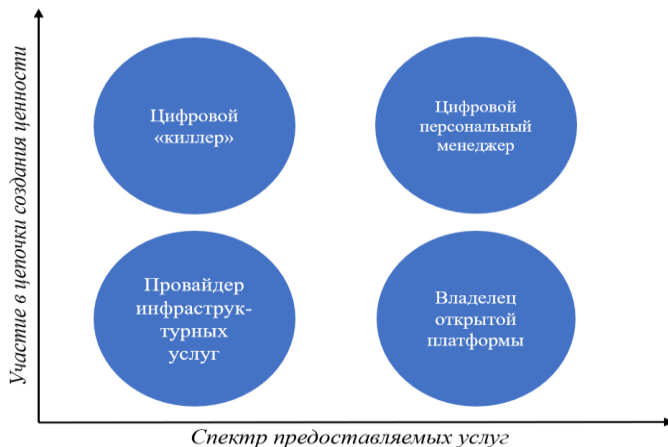 Участие в цепочки создания ценности
Цифровой
«киллер»
Цифровой
персональный
менеджер
Провайдер
инфраструк-
турных
услуг
Владелец
открытой
платформы
Спектр предоставляемых услуг